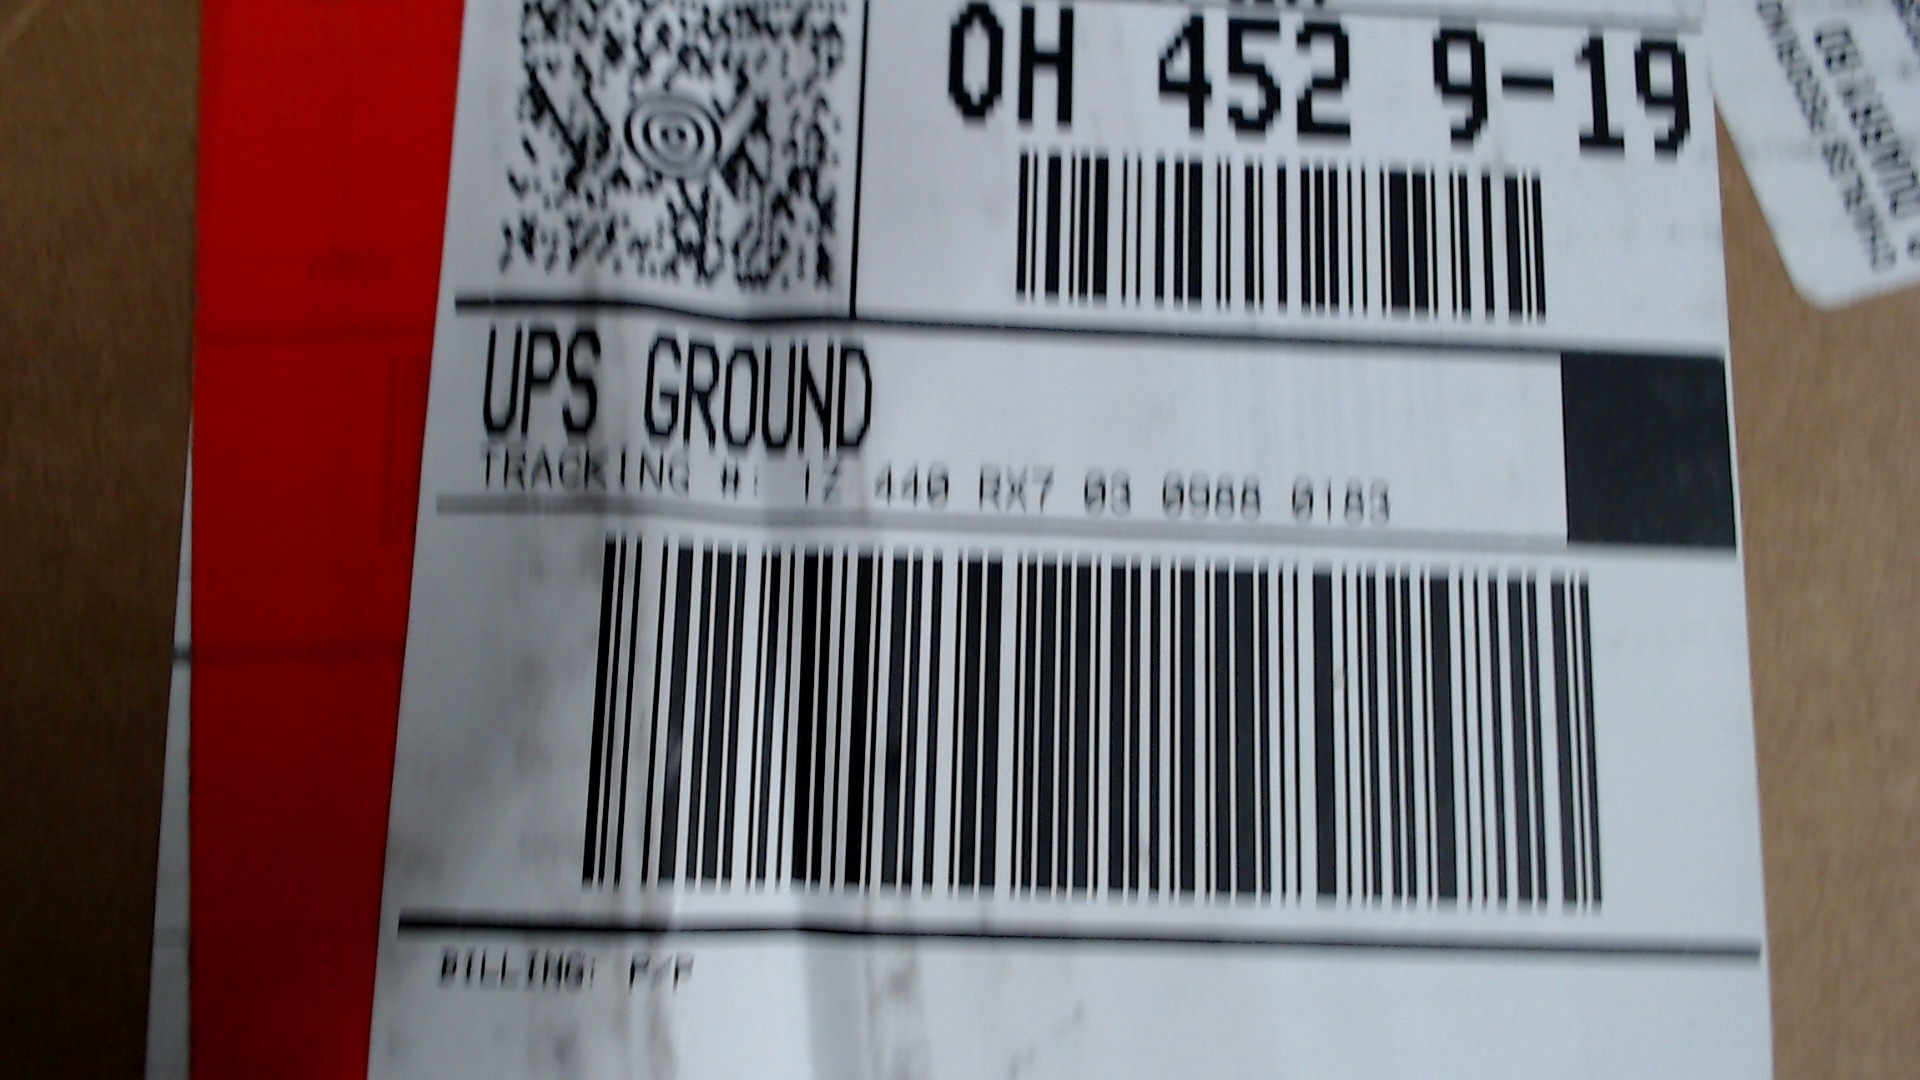 OH 452 9-19
UPS GROUND
TRACKING #: 1Z 440 RX7 03 0988 0183
BILLING: P/P